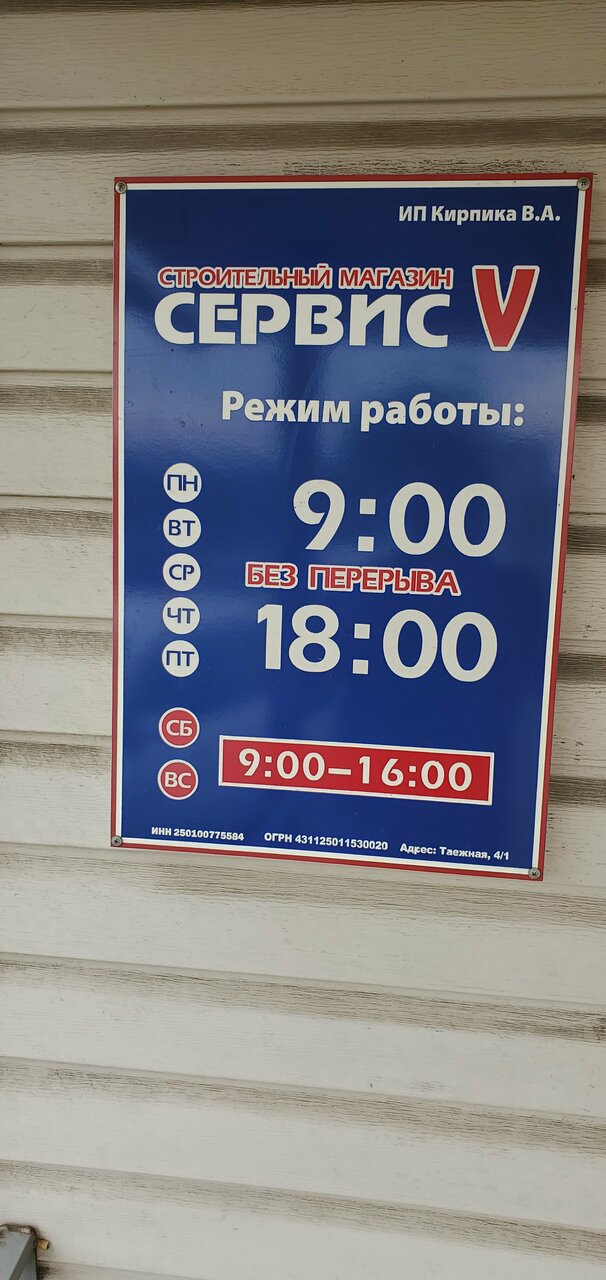 ИП Кирпика В.А.
СТРОИТЕЛЬНЫЙ МАГАЗИН
СЕРВИС V
Режим работы:
ПН
ВТ
СР
ЧТ
ПТ
9:00
БЕЗ ПЕРЕРЫВА
18:00
СБ
ВС
9:00–16:00
ИНН 250100775584 ОГРН 431125011530020 Адрес: Таежная, 4/1